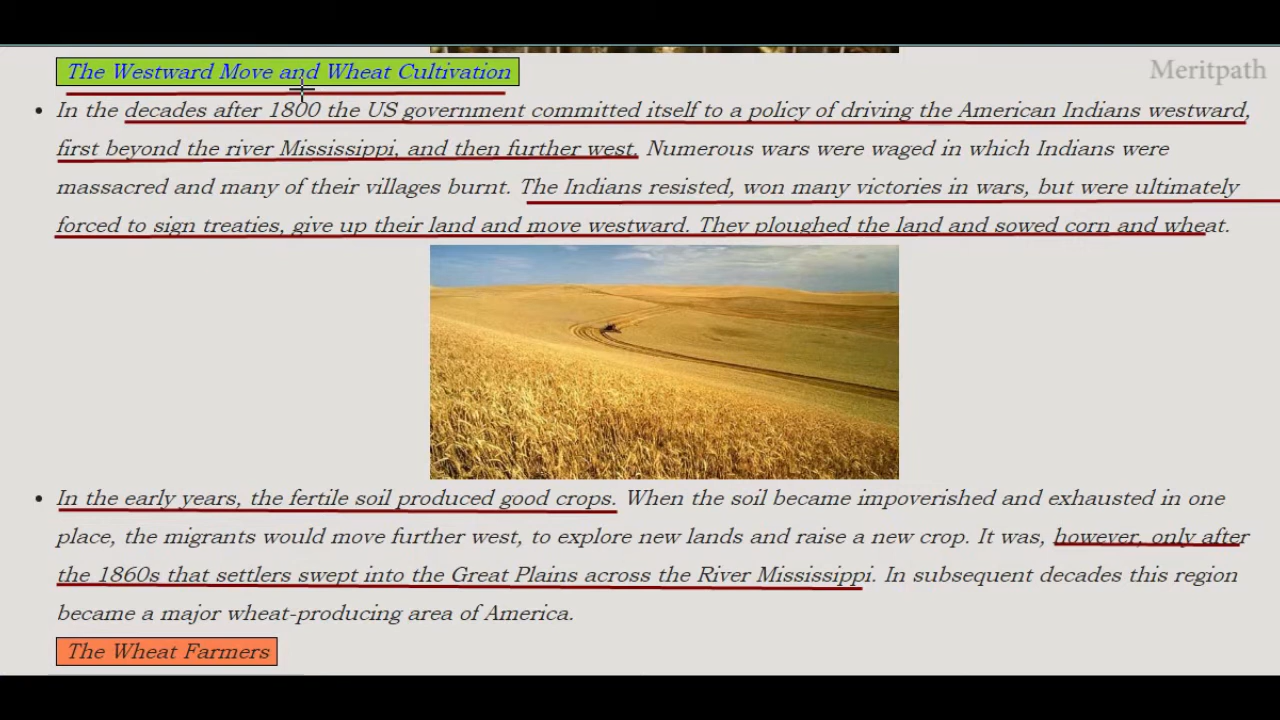 The Westward Move and Wheat Cultivation
Meritpath
• In the decades after 1800 the US government committed itself to a policy of driving the American Indians westward,
first beyond the river Mississippi, and then further west. Numerous wars were waged in which Indians were
massacred and many of their villages burnt. The Indians resisted, won many victories in wars, but were ultimately
forced to sign treaties, give up their land and move westward. They ploughed the land and sowed corn and wheat.
• In the early years, the fertile soil produced good crops. When the soil became impoverished and exhausted in one
place, the migrants would move further west, to explore new lands and raise a new crop. It was, however, only after
the 1860s that settlers swept into the Great Plains across the River Mississippi. In subsequent decades this region
became a major wheat-producing area of America.
The Wheat Farmers